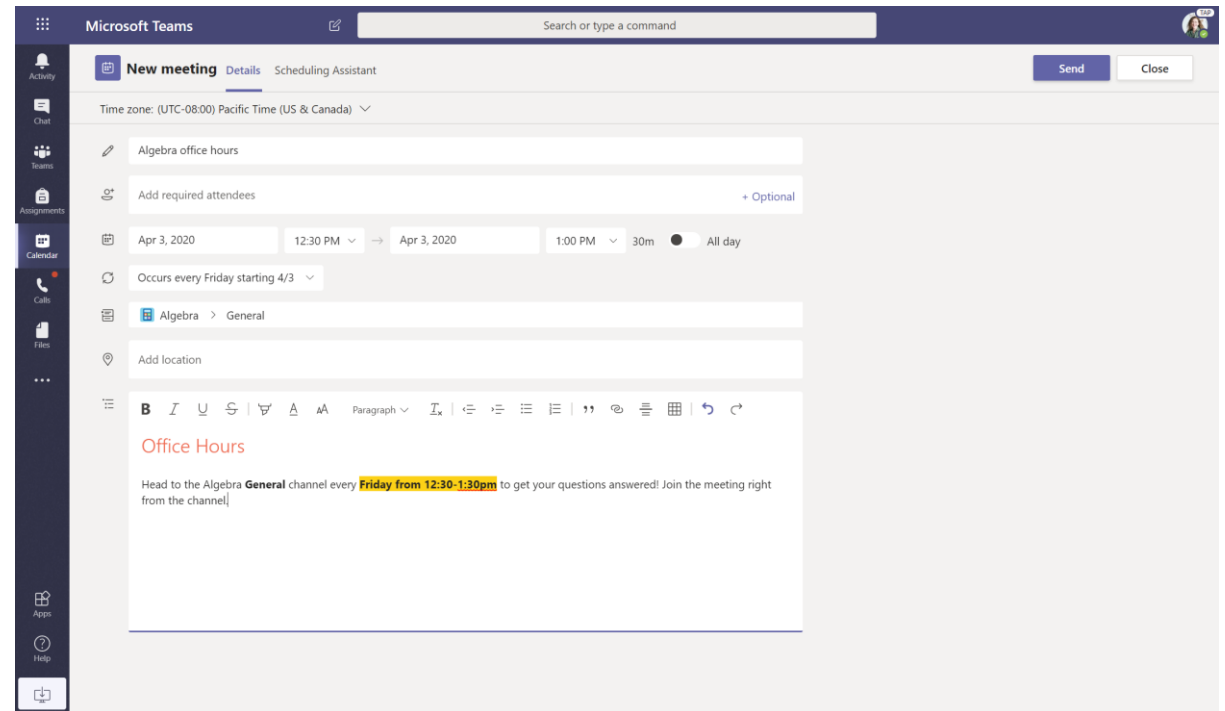 Microsoft Teams
Search or type a command
TAP
Activity
Chat
Teams
Assignments
Calendar
Calls
Files
Apps
Help
New meeting Details Scheduling Assistant
Send Close
Time zone: (UTC-08:00) Pacific Time (US & Canada)
Algebra office hours
Add required attendees + Optional
Apr 3, 2020 12:30 PM → Apr 3, 2020 1:00 PM 30m All day
Occurs every Friday starting 4/3
Algebra > General
Add location
B I U S A AA Paragraph Tx
Office Hours
Head to the Algebra General channel every Friday from 12:30-1:30pm to get your questions answered! Join the meeting right
from the channel.